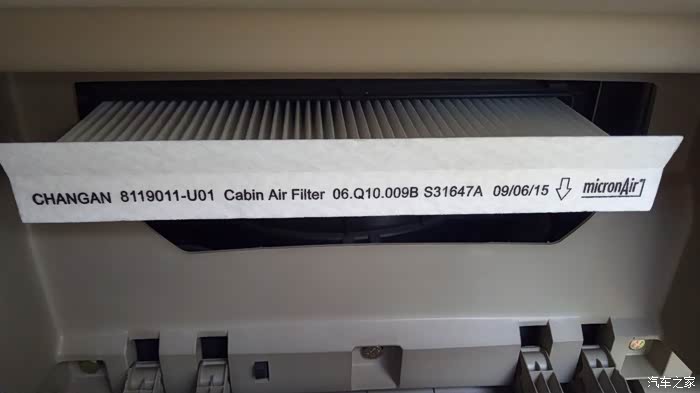 CHANGAN 8119011-U01 Cabin Air Filter 06.Q10.009B S31647A 09/06/15 micronAir
汽车之家